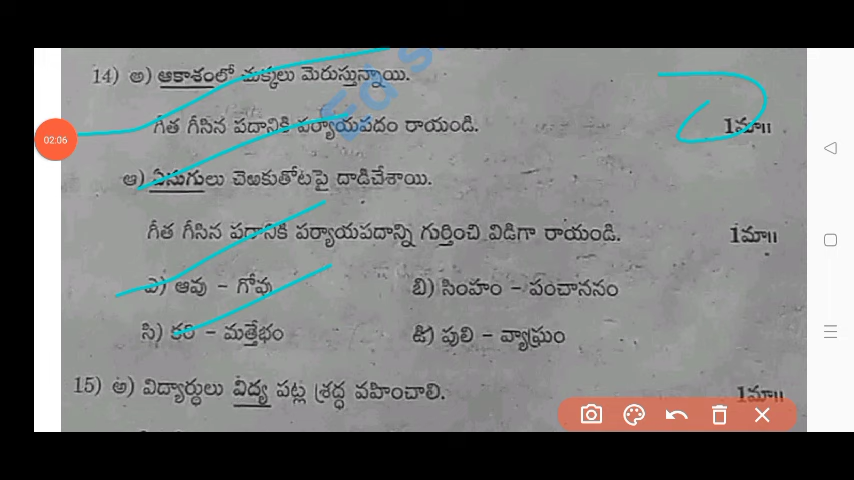 14) అ) ఆకాశంలో చుక్కలు మెరుస్తున్నాయి.
గీత గీసిన పదానికి పర్యాయపదం రాయండి. 1మా॥
ఆ) ఏనుగులు చెఱకుతోటపై దాడిచేశాయి.
గీత గీసిన పదానికి పర్యాయపదాన్ని గుర్తించి విడిగా రాయండి. 1మా॥
ఎ) ఆవు - గోవు బి) సింహం - పంచాననం
సి) కరి - మత్తేభం డి) పులి - వ్యాఘ్రం
15) అ) విద్యార్థులు విద్య పట్ల శ్రద్ధ వహించాలి. 1మా॥
02:06